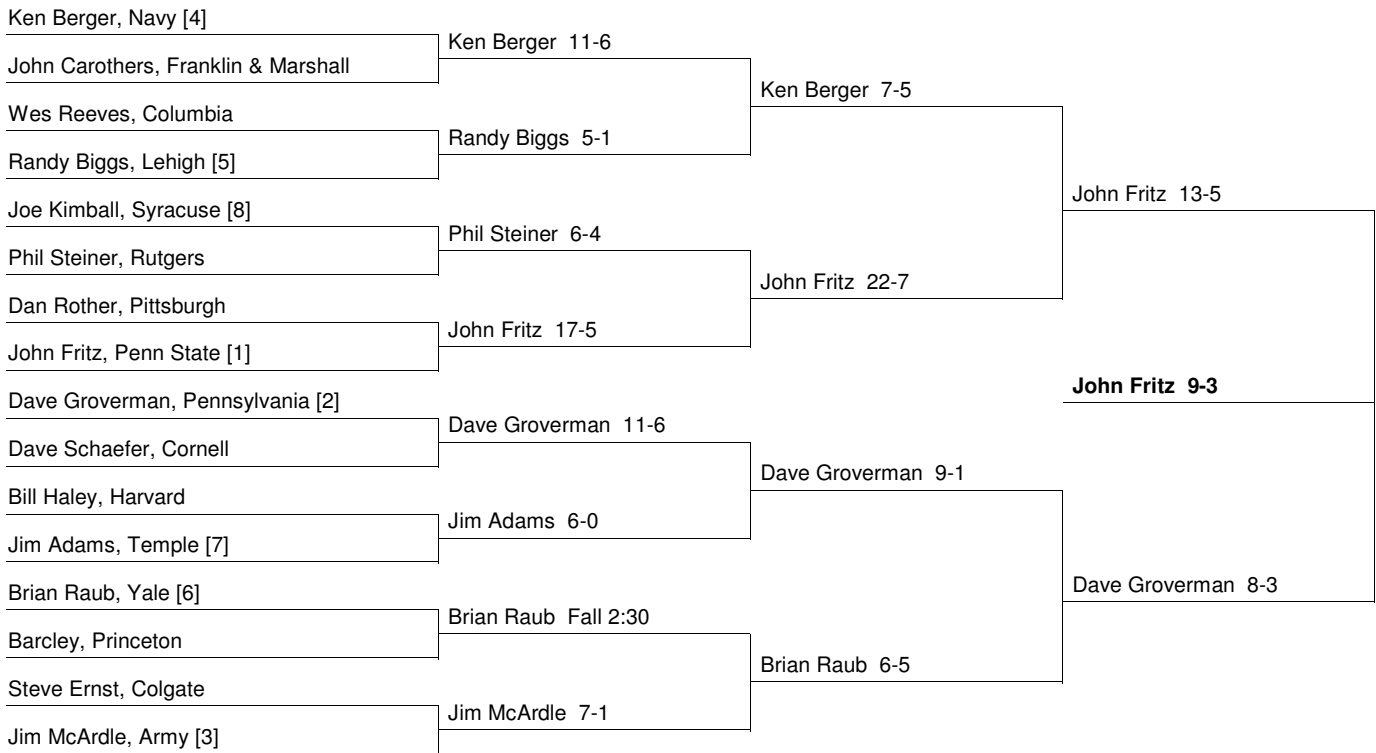 Ken Berger, Navy [4]
John Carothers, Franklin & Marshall
Wes Reeves, Columbia
Randy Biggs, Lehigh [5]
Joe Kimball, Syracuse [8]
Phil Steiner, Rutgers
Dan Rother, Pittsburgh
John Fritz, Penn State [1]
Dave Groverman, Pennsylvania [2]
Dave Schaefer, Cornell
Bill Haley, Harvard
Jim Adams, Temple [7]
Brian Raub, Yale [6]
Barcley, Princeton
Steve Ernst, Colgate
Jim McArdle, Army [3]
Ken Berger 11-6
Randy Biggs 5-1
Phil Steiner 6-4
John Fritz 17-5
Dave Groverman 11-6
Jim Adams 6-0
Brian Raub Fall 2:30
Jim McArdle 7-1
Ken Berger 7-5
John Fritz 22-7
Dave Groverman 9-1
Brian Raub 6-5
John Fritz 13-5
Dave Groverman 8-3
John Fritz 9-3